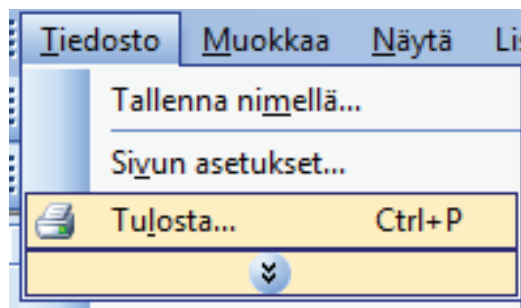 Tiedosto Muokkaa Näytä
Tallenna nimellä...
Sivun asetukset...
Tulosta... Ctrl+P